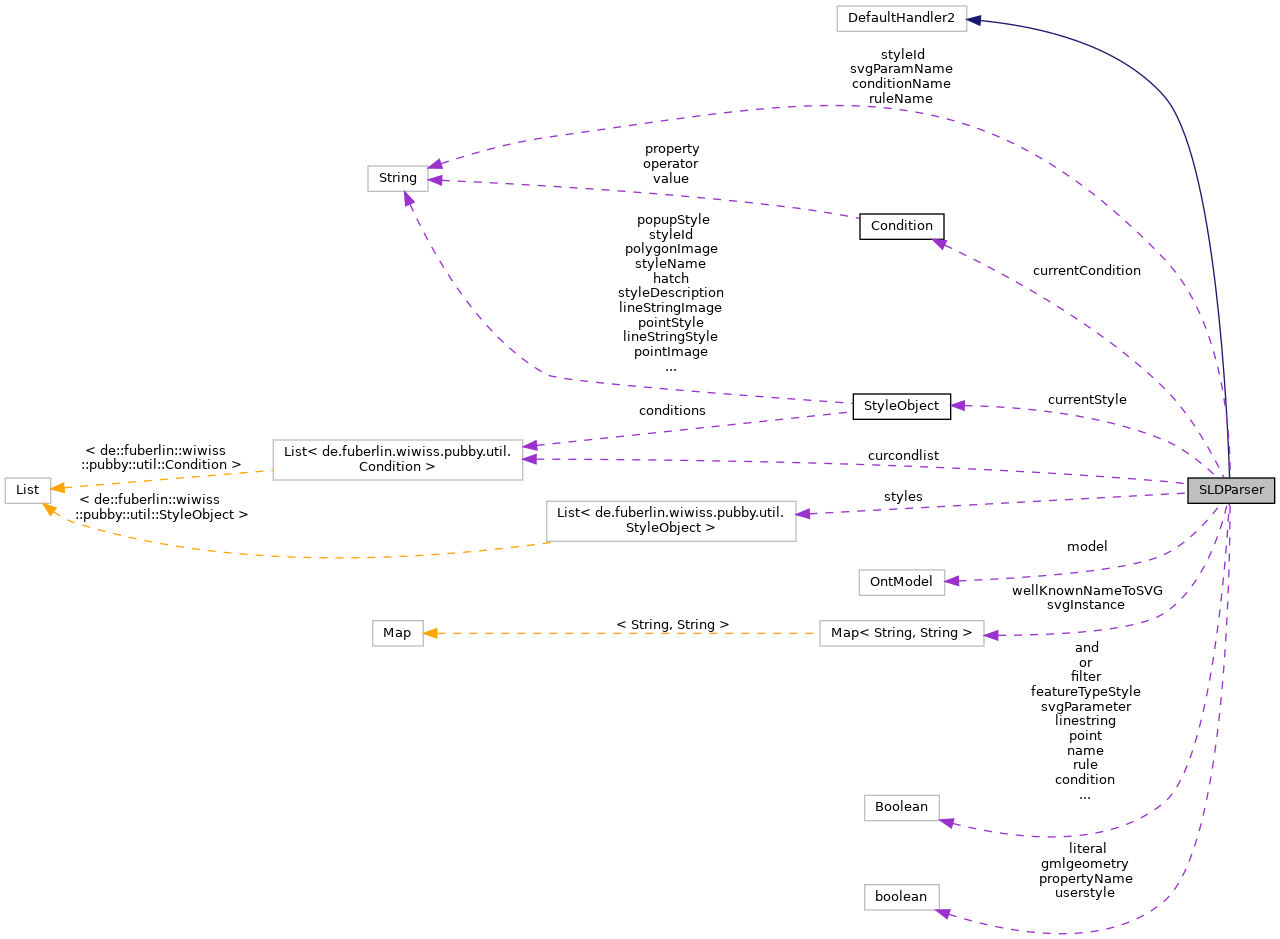 DefaultHandler2
styleId
svgParamName
conditionName
ruleName
property
operator
value
String
Condition
popupStyle
styleId
polygonImage
styleName
hatch
styleDescription
lineStringImage
pointStyle
lineStringStyle
pointImage
...
currentCondition
StyleObject
currentStyle
conditions
< de::fuberlin::wiwiss
::pubby::util::Condition >
List< de.fuberlin.wiwiss.pubby.util.
Condition >
curcondlist
List
SLDParser
< de::fuberlin::wiwiss
::pubby::util::StyleObject >
styles
List< de.fuberlin.wiwiss.pubby.util.
StyleObject >
model
OntModel
wellKnownNameToSVG
svgInstance
Map
< String, String >
Map< String, String >
and
or
filter
featureTypeStyle
svgParameter
linestring
point
name
rule
condition
...
Boolean
literal
gmlgeometry
propertyName
userstyle
boolean